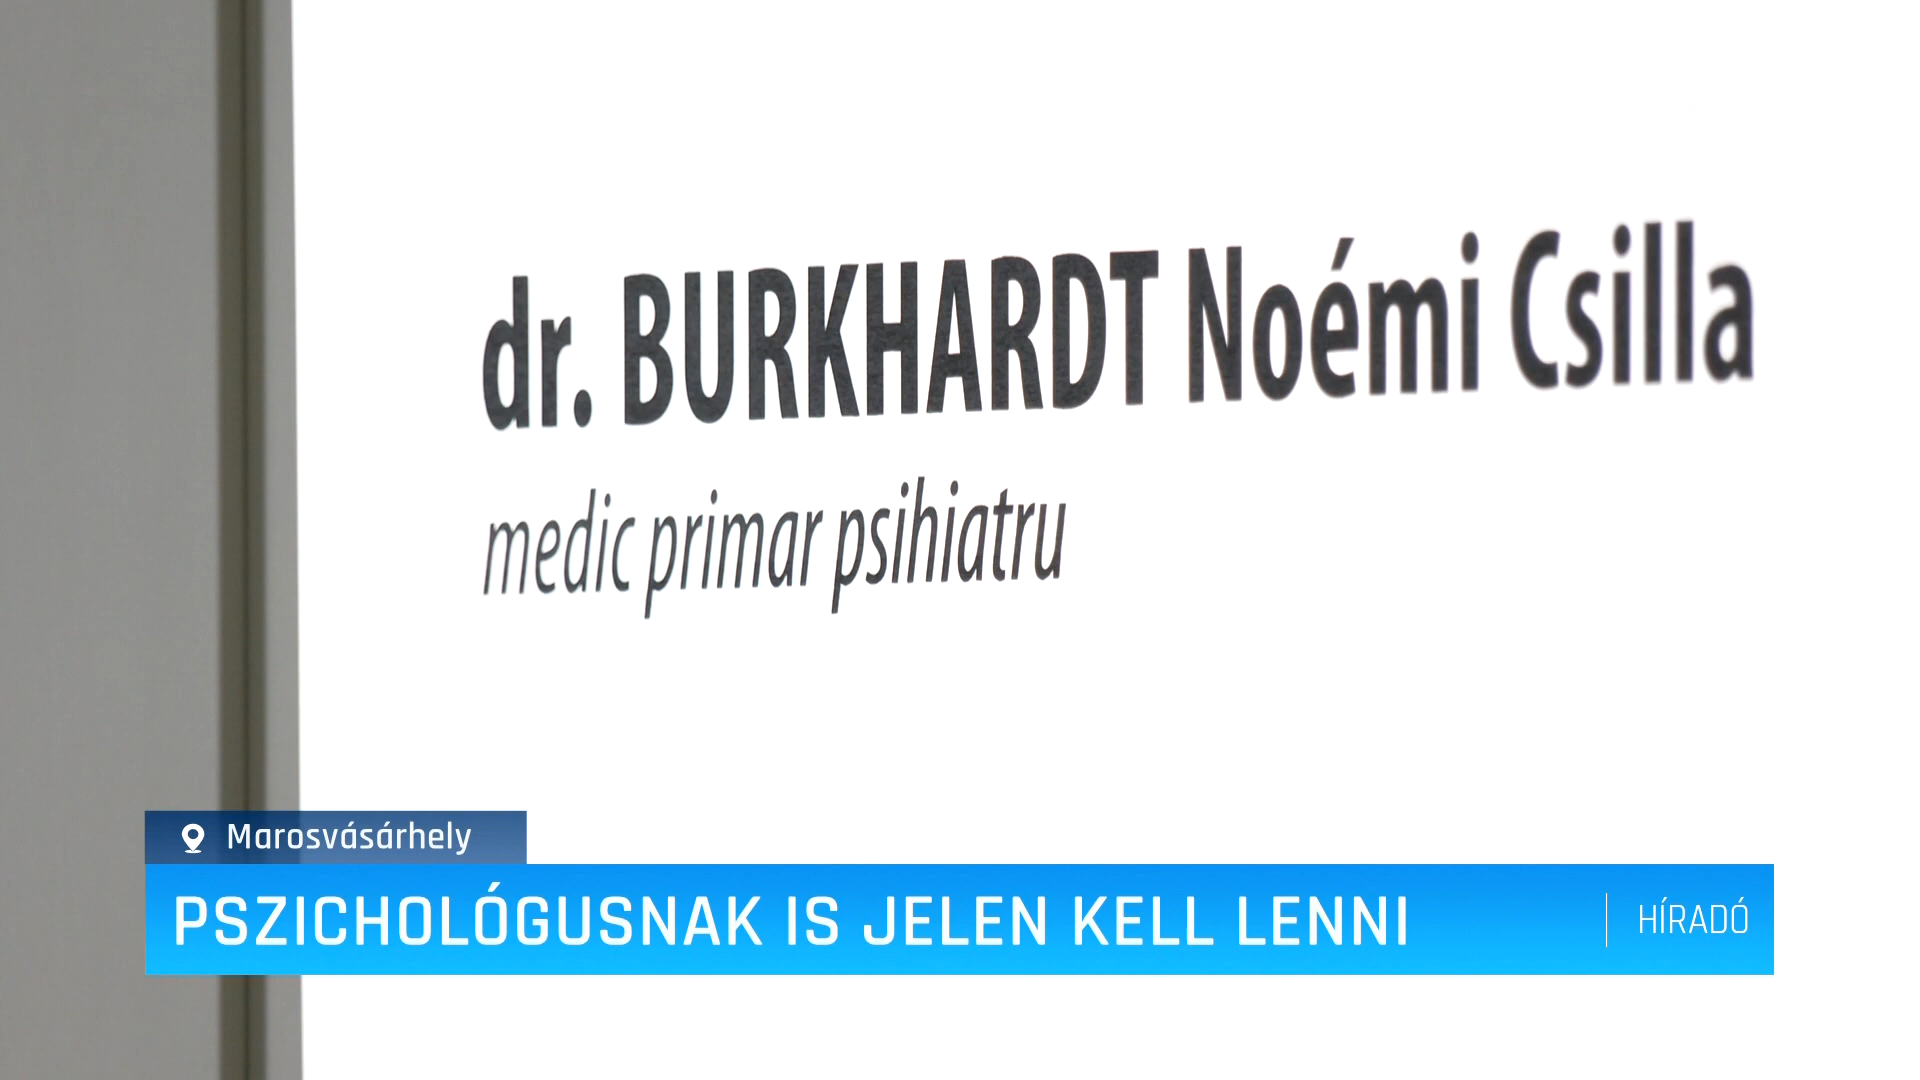 dr. BURKHARDT Noémi Csilla
medic primar psihiatru
Marosvásárhely
PSZICHOLÓGUSNAK IS JELEN KELL LENNI
HÍRADÓ